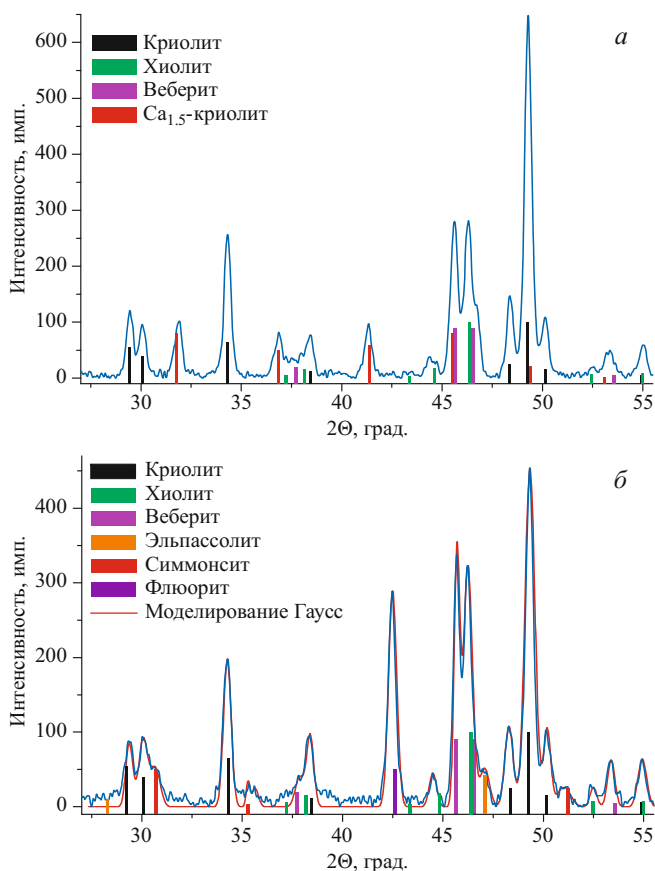 а
Криолит
Хиолит
Веберит
Ca1.5-криолит
Интенсивность, имп.
600
500
400
300
200
100
0
30 35 40 45 50 55
2Θ, град.
б
Криолит
Хиолит
Веберит
Эльпассолит
Симмонсит
Флюорит
Моделирование Гаусс
Интенсивность, имп.
400
300
200
100
0
30 35 40 45 50 55
2Θ, град.